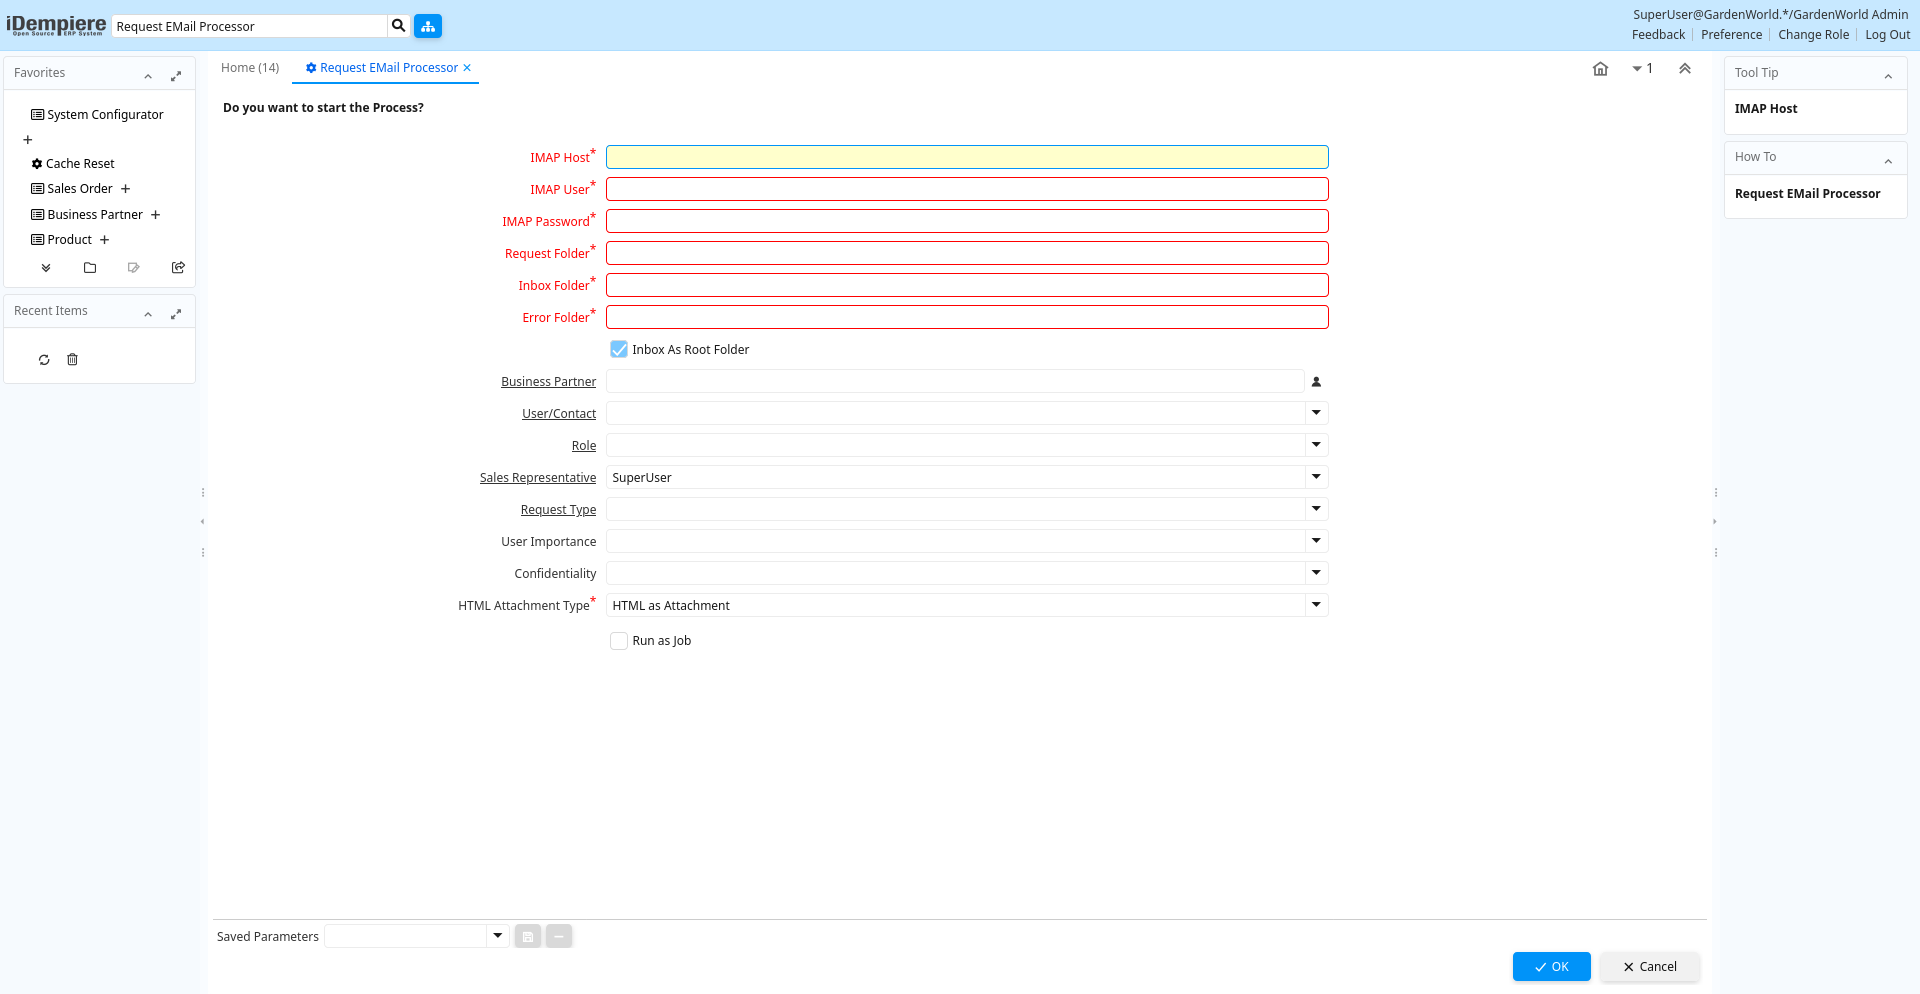 iDempiere
Open Source ERP System
Request EMail Processor
SuperUser@GardenWorld.*/GardenWorld Admin
Feedback
Preference
Change Role
Log Out
Favorites
System Configurator
Cache Reset
Sales Order
Business Partner
Product
Recent Items
Home (14)
Request EMail Processor
1
Do you want to start the Process?
IMAP Host*
IMAP User*
IMAP Password*
Request Folder*
Inbox Folder*
Error Folder*
Inbox As Root Folder
Business Partner
User/Contact
Role
Sales Representative SuperUser
Request Type
User Importance
Confidentiality
HTML Attachment Type* HTML as Attachment
Run as Job
Saved Parameters
OK
Cancel
Tool Tip
IMAP Host
How To
Request EMail Processor